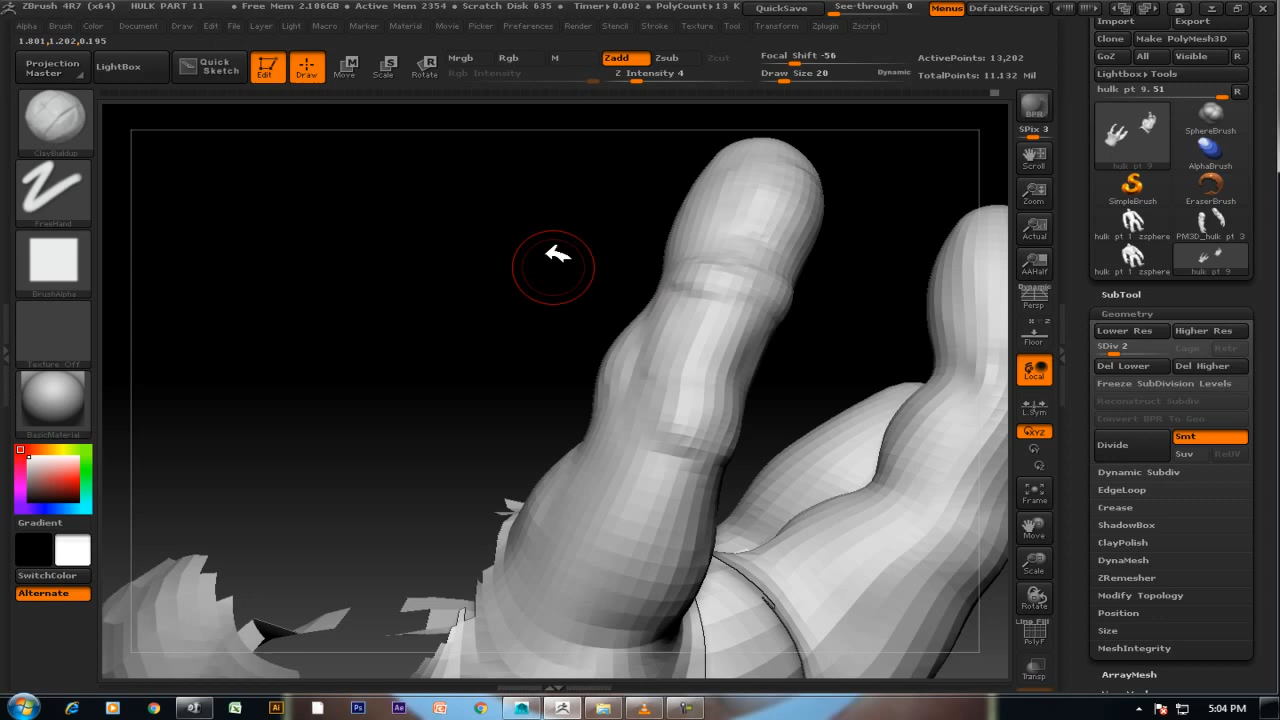 ZBrush 4R7 (x64) HULK PART 11 • Free Mem 2.106GB • Active Mem 2354 • Scratch Disk 635 • Timer▸0.002 • PolyCount▸13 K QuickSave See-through 0 Menus DefaultZScript
Alpha Brush Color Document Draw Edit File Layer Light Macro Marker Material Movie Picker Preferences Render Stencil Stroke Texture Tool Transform Zplugin Zscript
1.801,1.202,0.195
Projection Master
LightBox
Quick Sketch
Edit Draw Move Scale Rotate
Mrgb Rgb M Zadd Zsub Zcut
Rgb Intensity Z Intensity 4
Focal Shift -56
Draw Size 20 Dynamic
ActivePoints: 13,202
TotalPoints: 11.132 Mil
ClayBuildup
FreeHand
BrushAlpha
Texture Off
BasicMaterial
Gradient
SwitchColor
Alternate
BPR
SPix 3
Scroll
Zoom
Actual
AAHalf
Dynamic
Persp
Floor
Local
L.Sym
XYZ
Frame
Move
Scale
Rotate
Line Fill
PolyF
Transp
Import Export
Clone Make PolyMesh3D
GoZ All Visible R
Lightbox▸Tools
hulk pt 9. 51 R
SphereBrush
hulk pt 9 AlphaBrush
SimpleBrush EraserBrush
hulk pt 1 zsphere PM3D_hulk pt 3
hulk pt 1 zsphere hulk pt 9
SubTool
Geometry
Lower Res Higher Res
SDiv 2 Cage Rstr
Del Lower Del Higher
Freeze SubDivision Levels
Reconstruct Subdiv
Convert BPR To Geo
Divide Smt
Suv ReUV
Dynamic Subdiv
EdgeLoop
Crease
ShadowBox
ClayPolish
DynaMesh
ZRemesher
Modify Topology
Position
Size
MeshIntegrity
ArrayMesh
5:04 PM